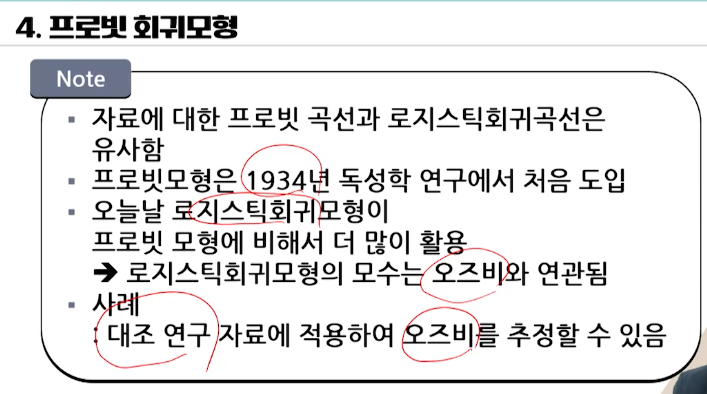 4. 프로빗 회귀모형
Note
▪ 자료에 대한 프로빗 곡선과 로지스틱회귀곡선은
유사함
▪ 프로빗모형은 1934년 독성학 연구에서 처음 도입
▪ 오늘날 로지스틱회귀모형이
프로빗 모형에 비해서 더 많이 활용
➔ 로지스틱회귀모형의 모수는 오즈비와 연관됨
▪ 사례
: 대조 연구 자료에 적용하여 오즈비를 추정할 수 있음